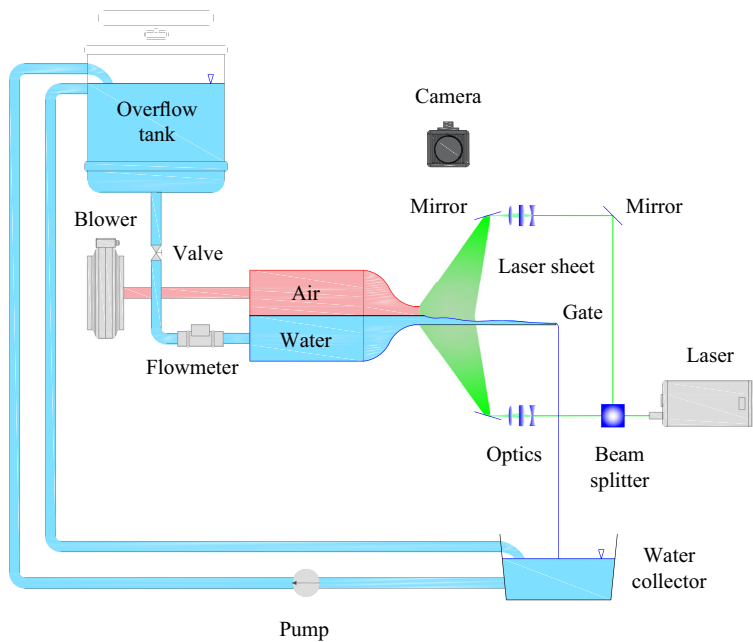 Camera
Overflow
tank
Mirror
Mirror
Blower
Valve
Laser sheet
Air
Gate
Water
Flowmeter
Laser
Optics
Beam
splitter
Water
collector
Pump